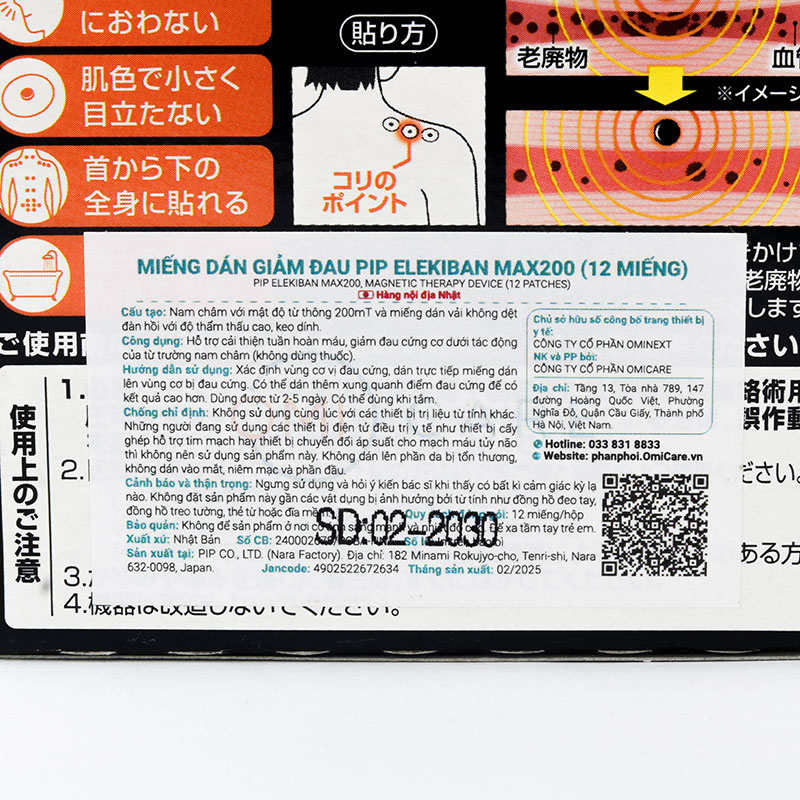 におわない
肌色で小さく
目立たない
首から下の
全身に貼れる
貼り方
コリの
ポイント
老廃物
血管
※イメージ
MIẾNG DÁN GIẢM ĐAU PIP ELEKIBAN MAX200 (12 MIẾNG)
PIP ELEKIBAN MAX200, MAGNETIC THERAPY DEVICE (12 PATCHES)
Hàng nội địa Nhật
Cấu tạo: Nam châm với mật độ từ thông 200mT và miếng dán vải không dệt
đàn hồi với độ thẩm thấu cao, keo dính.
Công dụng: Hỗ trợ cải thiện tuần hoàn máu, giảm đau cứng cơ dưới tác động
của từ trường nam châm (không dùng thuốc).
Hướng dẫn sử dụng: Xác định vùng cơ vị đau cứng, dán trực tiếp miếng dán
lên vùng cơ bị đau cứng. Có thể dán thêm xung quanh điểm đau cứng để có
kết quả cao hơn. Dùng được từ 2-5 ngày. Có thể dùng khi tắm.
Chống chỉ định: Không sử dụng cùng lúc với các thiết bị trị liệu từ tính khác.
Những người đang sử dụng thiết bị điện tử điều trị y tế như thiết bị cấy
ghép hỗ trợ tim mạch hay thiết bị chuyển đổi áp suất cho mạch máu tủy não
thì không nên sử dụng sản phẩm này. Không dán lên phần da bị tổn thương,
không dán vào mắt, niêm mạc và phần đầu.
Cảnh báo và thận trọng: Ngưng sử dụng và hỏi ý kiến bác sĩ khi thấy có bất kì cảm giác kỳ lạ
nào. Không đặt sản phẩm này gần các vật dụng bị ảnh hưởng bởi từ tính như đồng hồ đeo tay,
đồng hồ treo tường, thẻ từ hoặc đĩa mềm. Quy cách đóng gói: 12 miếng/hộp
Bảo quản: Không để sản phẩm ở nơi có ánh sáng mạnh và nhiệt độ cao. Để xa tầm tay trẻ em.
Xuất xứ: Nhật Bản Số CB: 24000267
Sản xuất tại: PIP CO., LTD. (Nara Factory). Địa chỉ: 182 Minami Rokujyo-cho, Tenri-shi, Nara
632-0098, Japan. Jancode: 4902522672634 Tháng sản xuất: 02/2025
SD:02-2030
Chủ sở hữu số công bố trang thiết bị
y tế:
CÔNG TY CỔ PHẦN OMINEXT
NK và PP bởi:
CÔNG TY CỔ PHẦN OMICARE
Địa chỉ: Tầng 13, Tòa nhà 789, 147
đường Hoàng Quốc Việt, Phường
Nghĩa Đô, Quận Cầu Giấy, Thành phố
Hà Nội, Việt Nam
Hotline: 033 831 8833
Website: phanphoi.OmiCare.vn
きかけ
老廃物
します
ご使用前
さい
使用上のご注意
1.
2.
3.
4.機器は改造しないでください。
術用
誤作動
ださい。
ある方